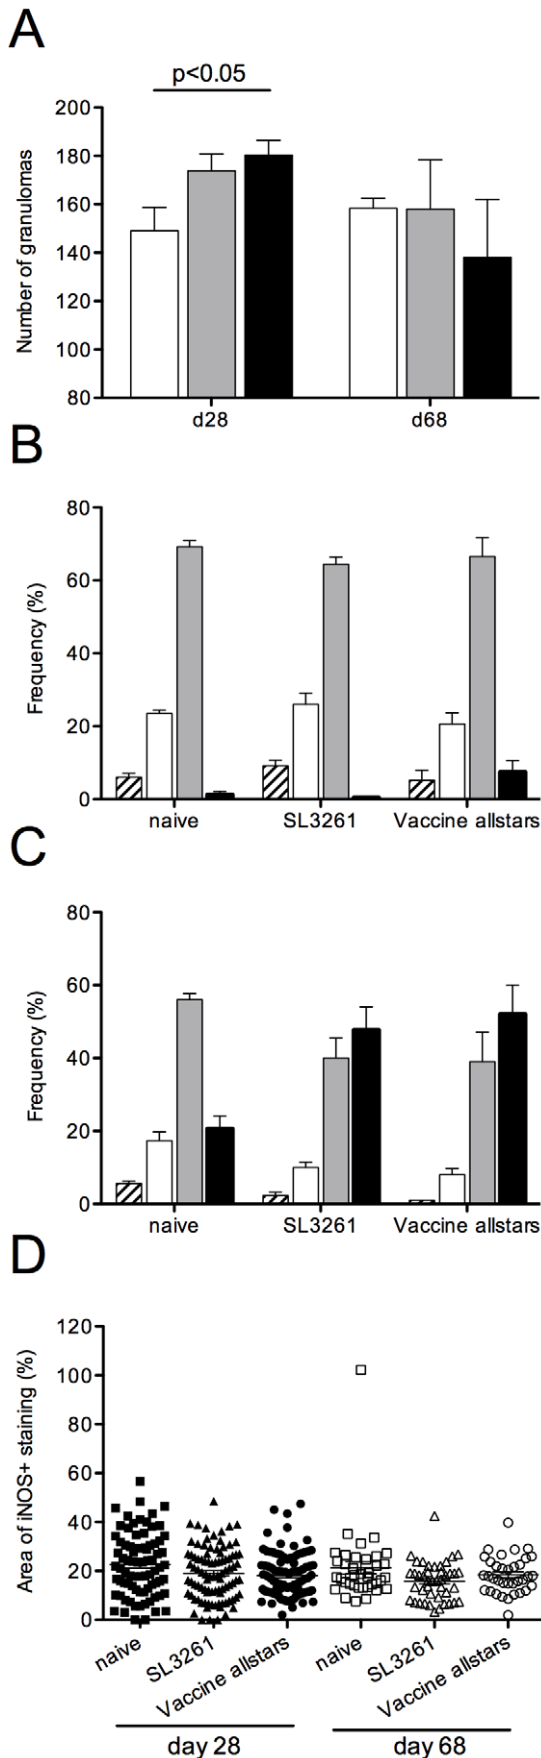 A
p<0.05
200
180
160
140
120
100
80
Number of granulomas
d28 d68
B
80
60
40
20
0
Frequency (%)
naive SL3261 Vaccine allstars
C
80
60
40
20
0
Frequency (%)
naive SL3261 Vaccine allstars
D
120
100
80
60
40
20
0
Area of iNOS+ staining (%)
naive SL3261 Vaccine allstars naive SL3261 Vaccine allstars
day 28 day 68